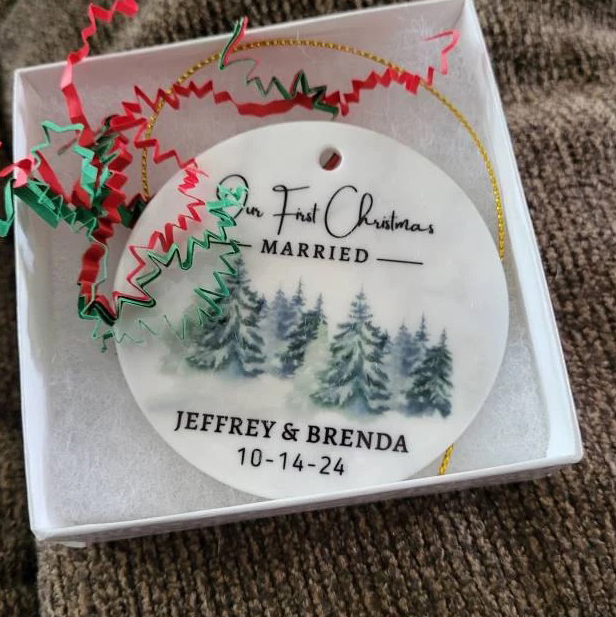 Our First Christmas
MARRIED
JEFFREY & BRENDA
10-14-24